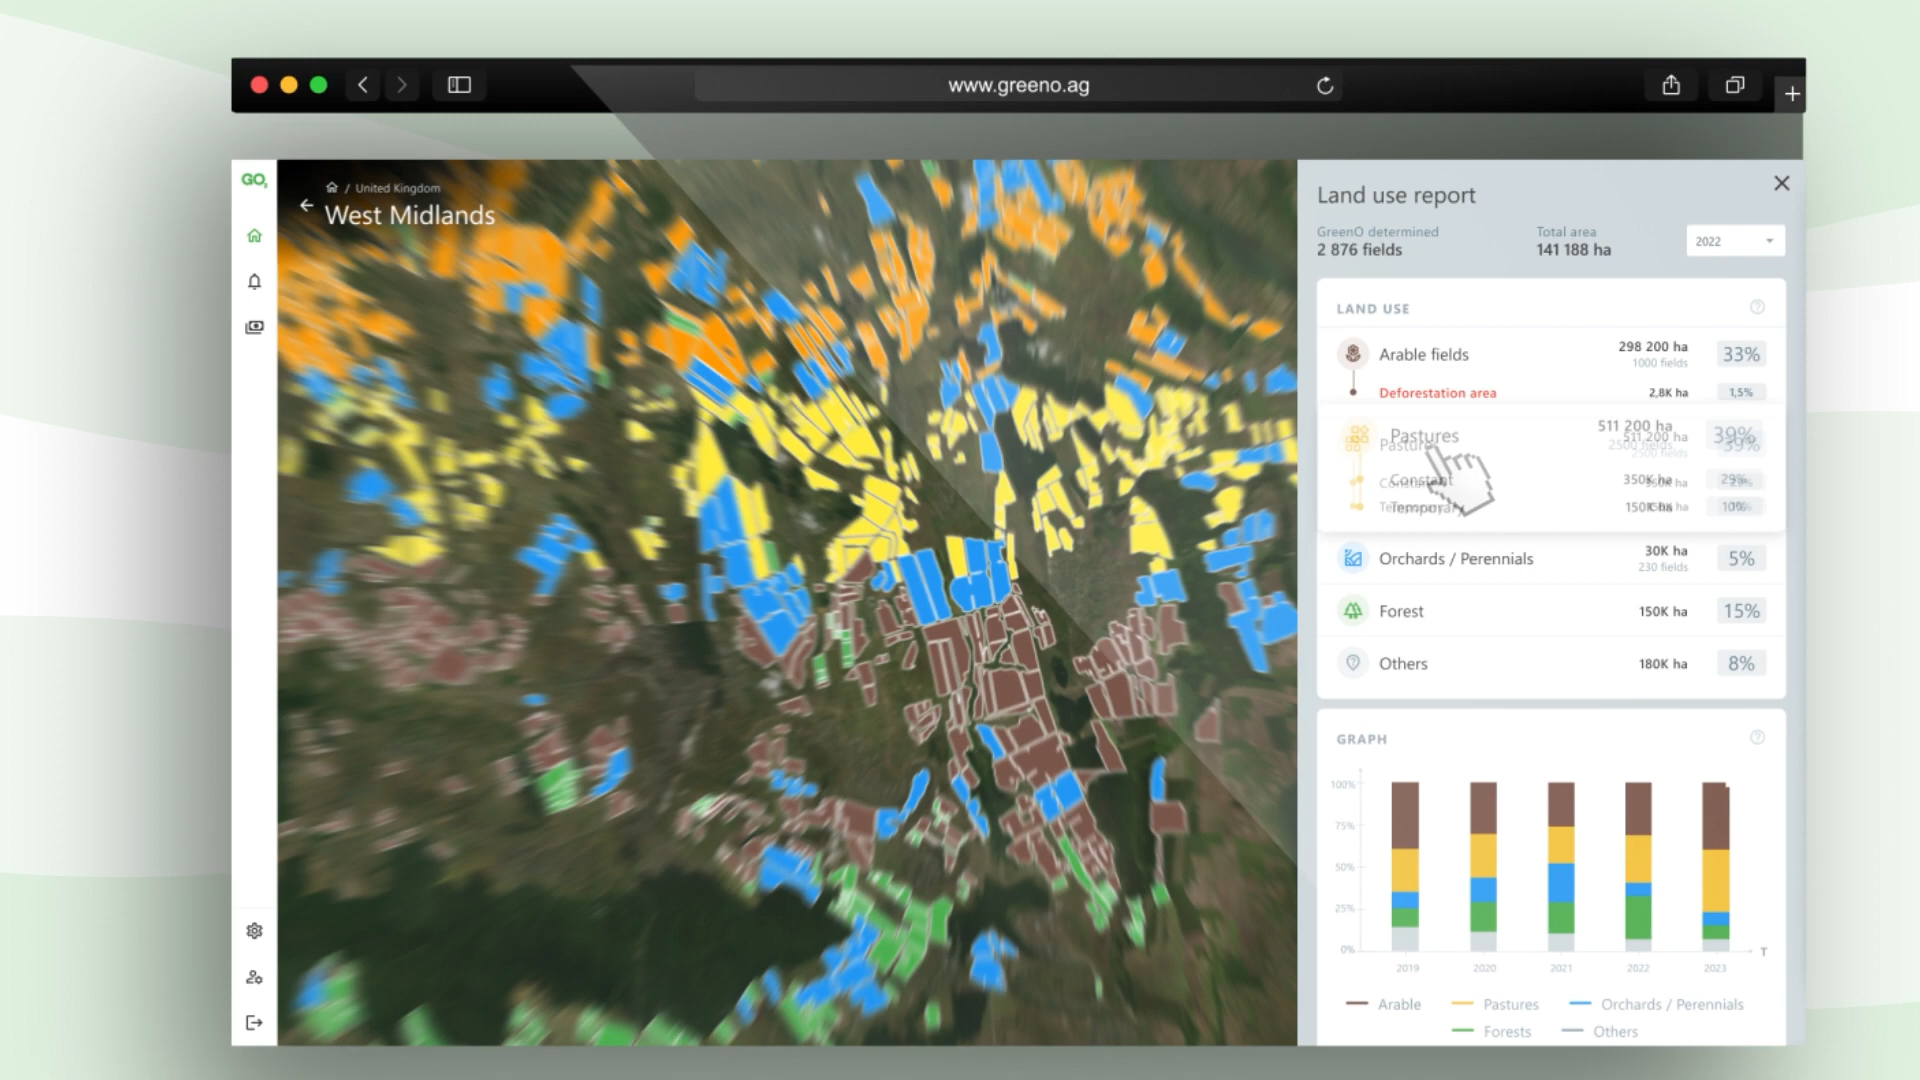 www.greeno.ag
GO₂
/ United Kingdom
West Midlands
Land use report
GreenO determined
2 876 fields
Total area
141 188 ha
2022
LAND USE
Arable fields
298 200 ha
1000 fields
33%
Deforestation area
2,8K ha
1,5%
Pastures
511 200 ha
2500 fields
39%
Constant
350K ha
29%
Temporary
150K ha
10%
Orchards / Perennials
30K ha
230 fields
5%
Forest
150K ha
15%
Others
180K ha
8%
GRAPH
100%
75%
50%
25%
0%
2019
2020
2021
2022
2023
T
Arable
Pastures
Orchards / Perennials
Forests
Others